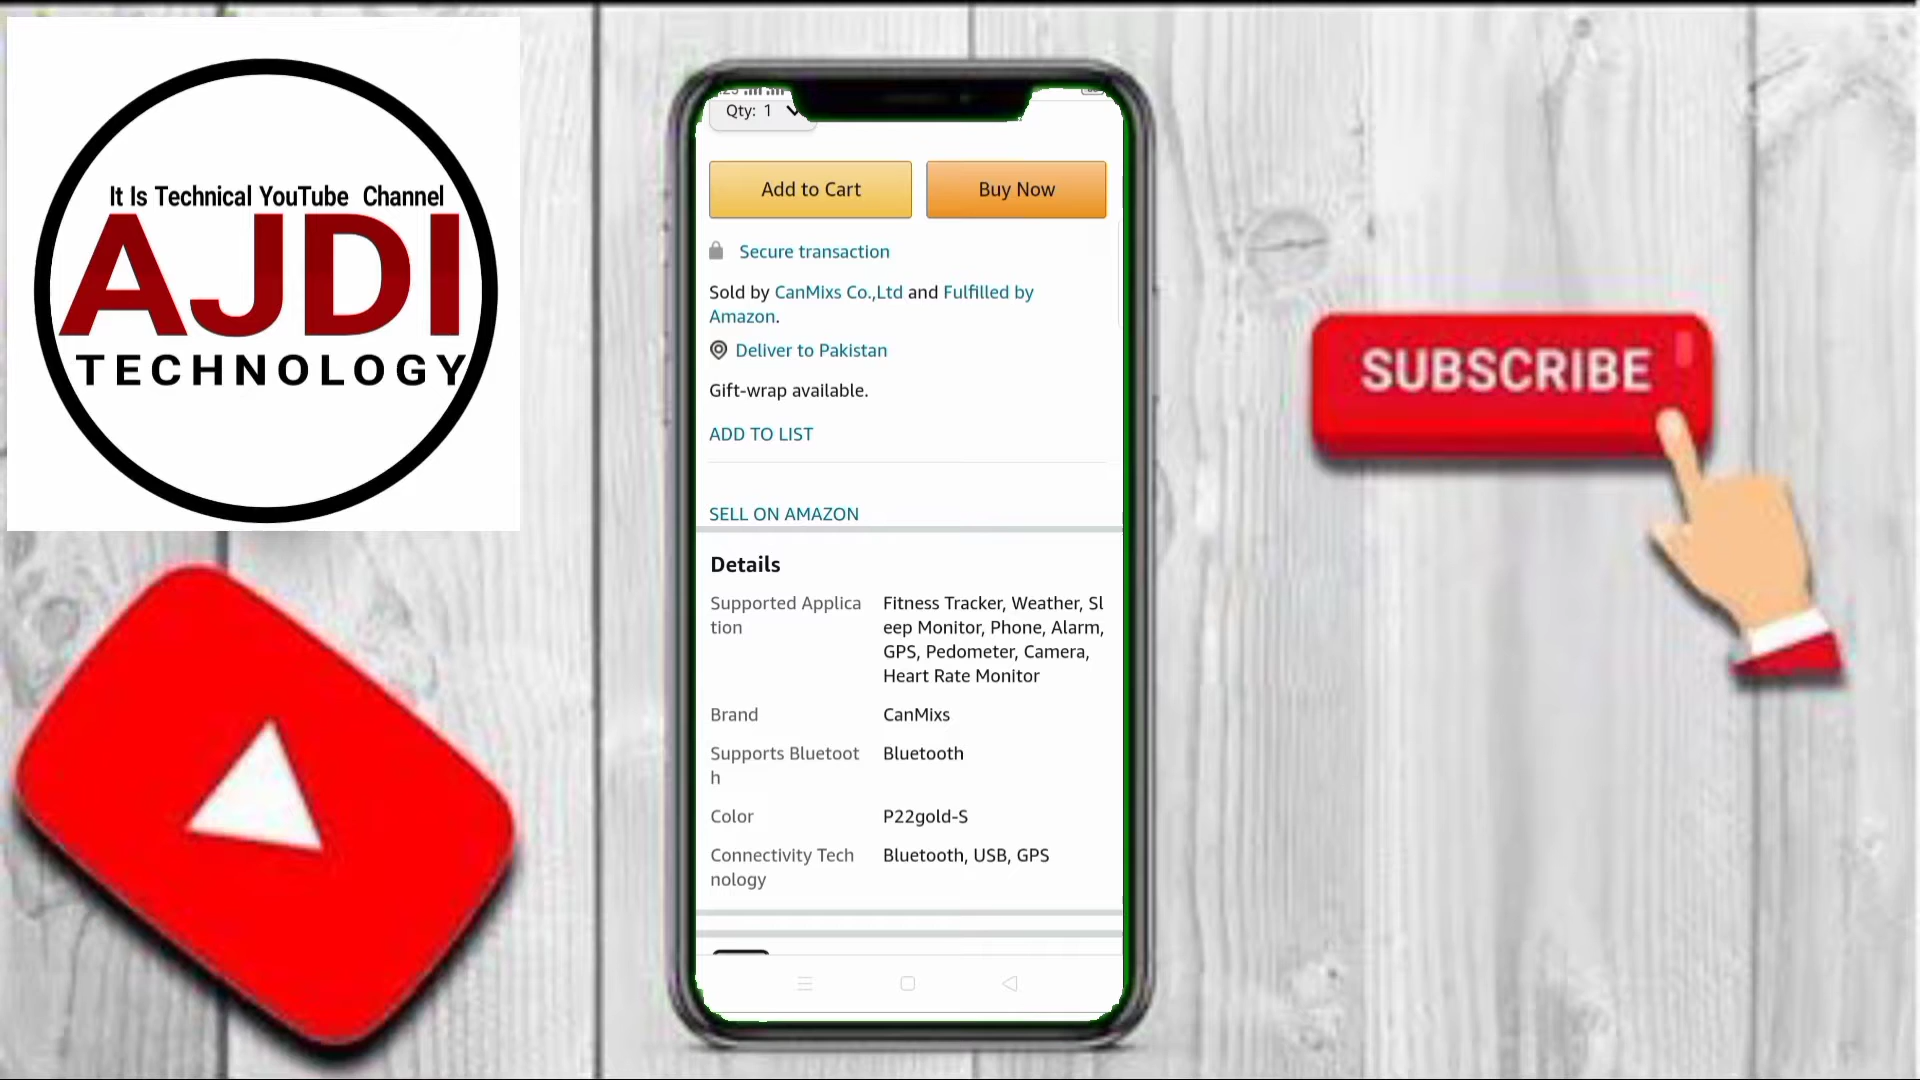 It Is Technical YouTube Channel
AJDI
TECHNOLOGY
Qty: 1
Add to Cart
Buy Now
Secure transaction
Sold by CanMixs Co.,Ltd and Fulfilled by
Amazon.
Deliver to Pakistan
Gift-wrap available.
ADD TO LIST
SELL ON AMAZON
Details
Supported Applica
tion
Fitness Tracker, Weather, Sl
eep Monitor, Phone, Alarm,
GPS, Pedometer, Camera,
Heart Rate Monitor
Brand
CanMixs
Supports Bluetoot
h
Bluetooth
Color
P22gold-S
Connectivity Tech
nology
Bluetooth, USB, GPS
SUBSCRIBE